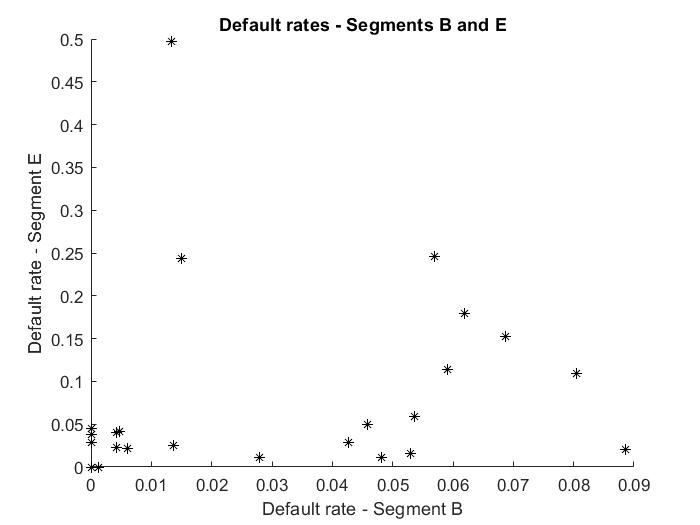 Default rates - Segments B and E
0.5
0.45
0.4
0.35
0.3
0.25
0.2
0.15
0.1
0.05
0
0 0.01 0.02 0.03 0.04 0.05 0.06 0.07 0.08 0.09
Default rate - Segment E
Default rate - Segment B